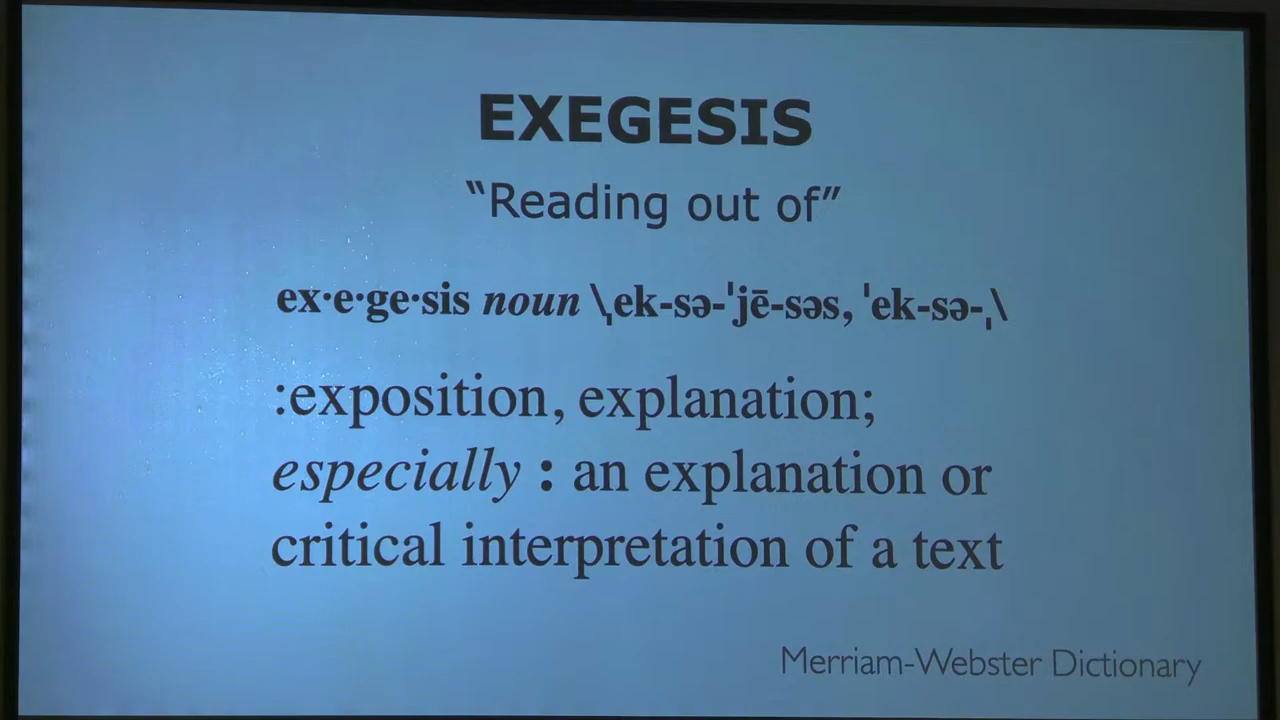 EXEGESIS
“Reading out of”
ex·e·ge·sis noun \ˌek-sə-ˈjē-səs, ˈek-sə-ˌ\
:exposition, explanation;
especially : an explanation or
critical interpretation of a text
Merriam-Webster Dictionary